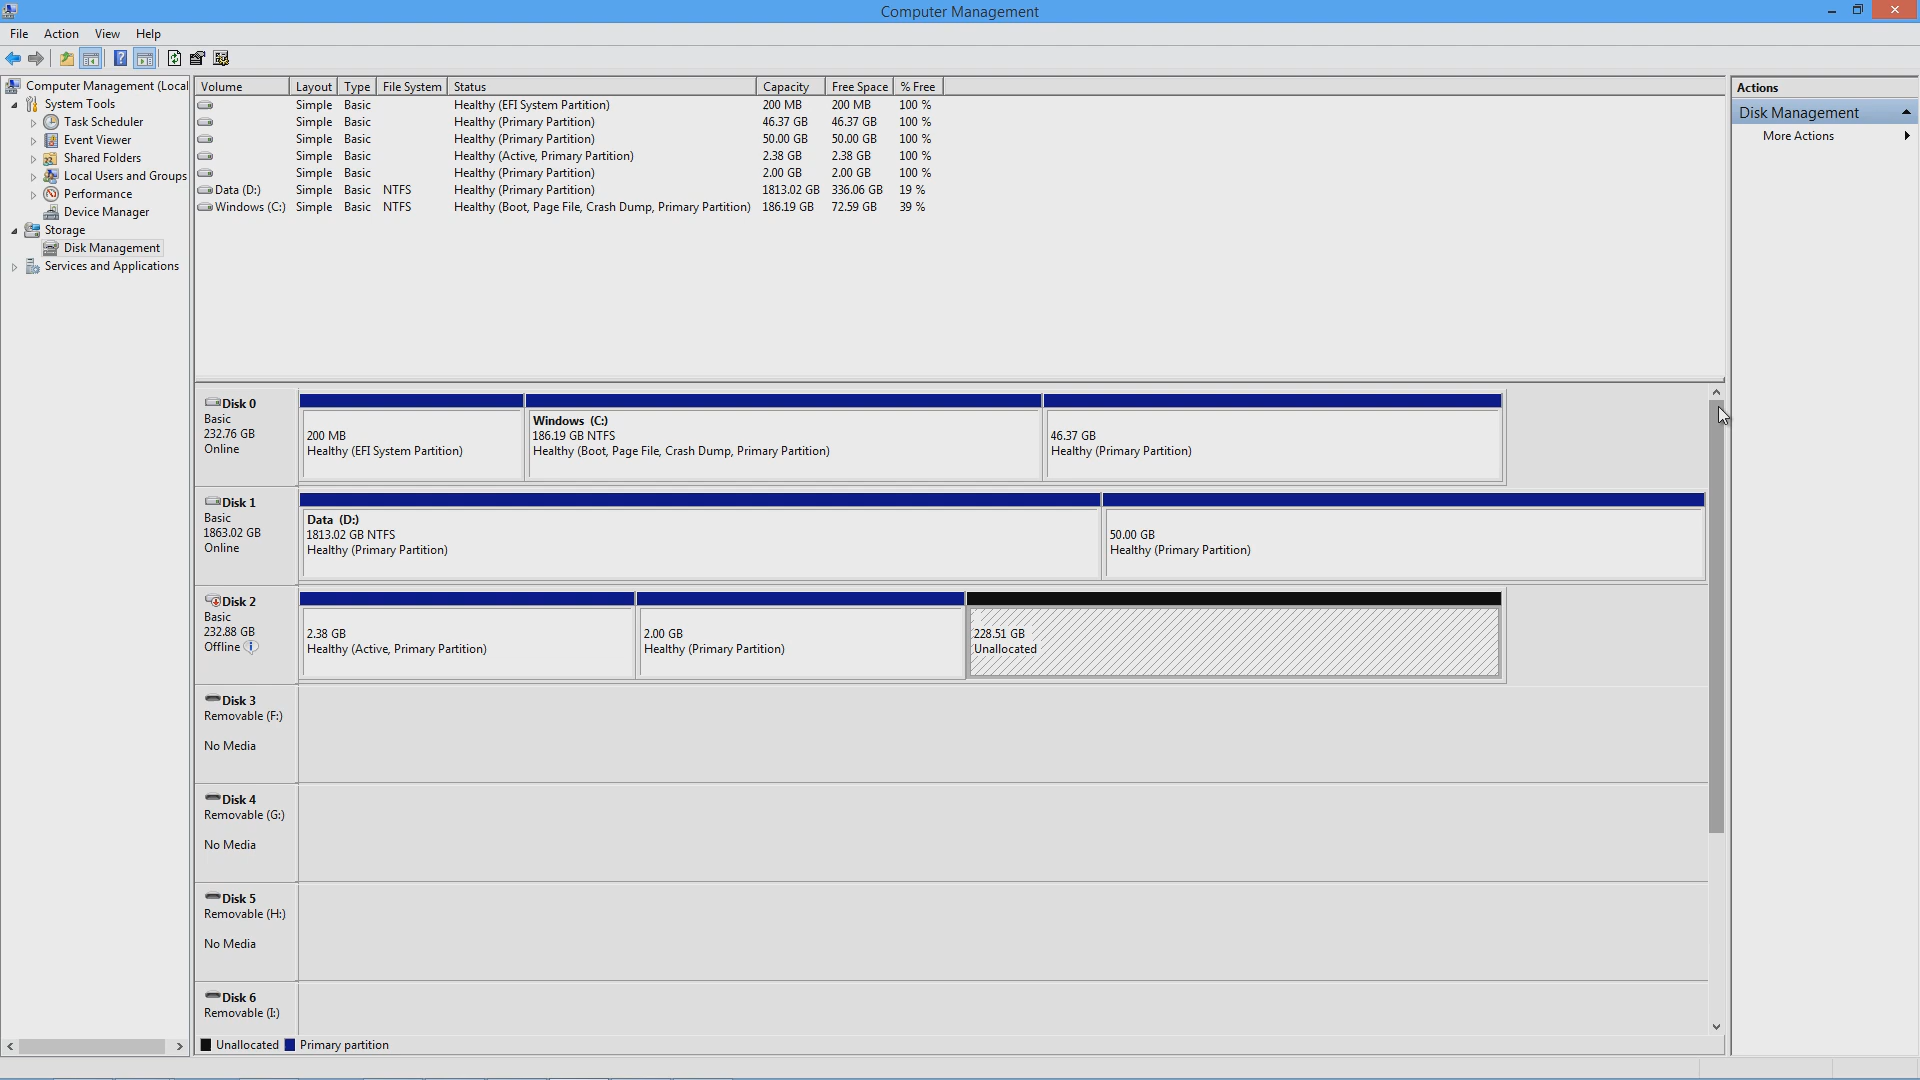 Computer Management
File Action View Help
Computer Management (Local
System Tools
Task Scheduler
Event Viewer
Shared Folders
Local Users and Groups
Performance
Device Manager
Storage
Disk Management
Services and Applications
Volume Layout Type File System Status Capacity Free Space % Free
Simple Basic Healthy (EFI System Partition) 200 MB 200 MB 100 %
Simple Basic Healthy (Primary Partition) 46.37 GB 46.37 GB 100 %
Simple Basic Healthy (Primary Partition) 50.00 GB 50.00 GB 100 %
Simple Basic Healthy (Active, Primary Partition) 2.38 GB 2.38 GB 100 %
Simple Basic Healthy (Primary Partition) 2.00 GB 2.00 GB 100 %
Data (D:) Simple Basic NTFS Healthy (Primary Partition) 1813.02 GB 336.06 GB 19 %
Windows (C:) Simple Basic NTFS Healthy (Boot, Page File, Crash Dump, Primary Partition) 186.19 GB 72.59 GB 39 %
Disk 0
Basic
232.76 GB
Online
200 MB
Healthy (EFI System Partition)
Windows (C:)
186.19 GB NTFS
Healthy (Boot, Page File, Crash Dump, Primary Partition)
46.37 GB
Healthy (Primary Partition)
Disk 1
Basic
1863.02 GB
Online
Data (D:)
1813.02 GB NTFS
Healthy (Primary Partition)
50.00 GB
Healthy (Primary Partition)
Disk 2
Basic
232.88 GB
Offline
2.38 GB
Healthy (Active, Primary Partition)
2.00 GB
Healthy (Primary Partition)
228.51 GB
Unallocated
Disk 3
Removable (F:)
No Media
Disk 4
Removable (G:)
No Media
Disk 5
Removable (H:)
No Media
Disk 6
Removable (I:)
Unallocated Primary partition
Actions
Disk Management
More Actions